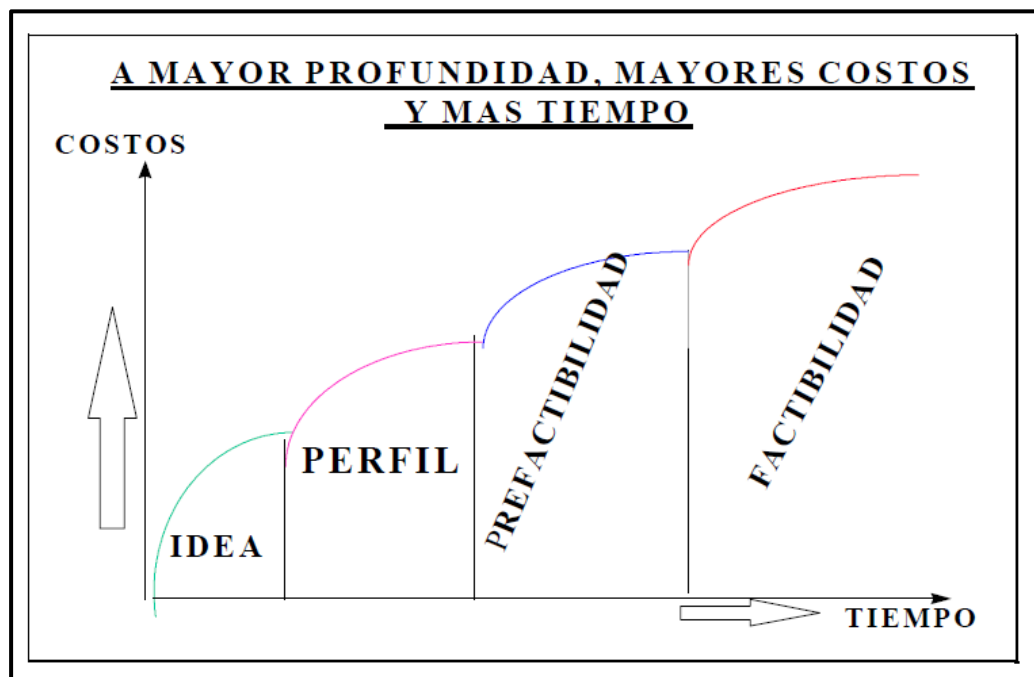 A MAYOR PROFUNDIDAD, MAYORES COSTOS
Y MAS TIEMPO
COSTOS
IDEA
PERFIL
PREFACTIBILIDAD
FACTIBILIDAD
TIEMPO